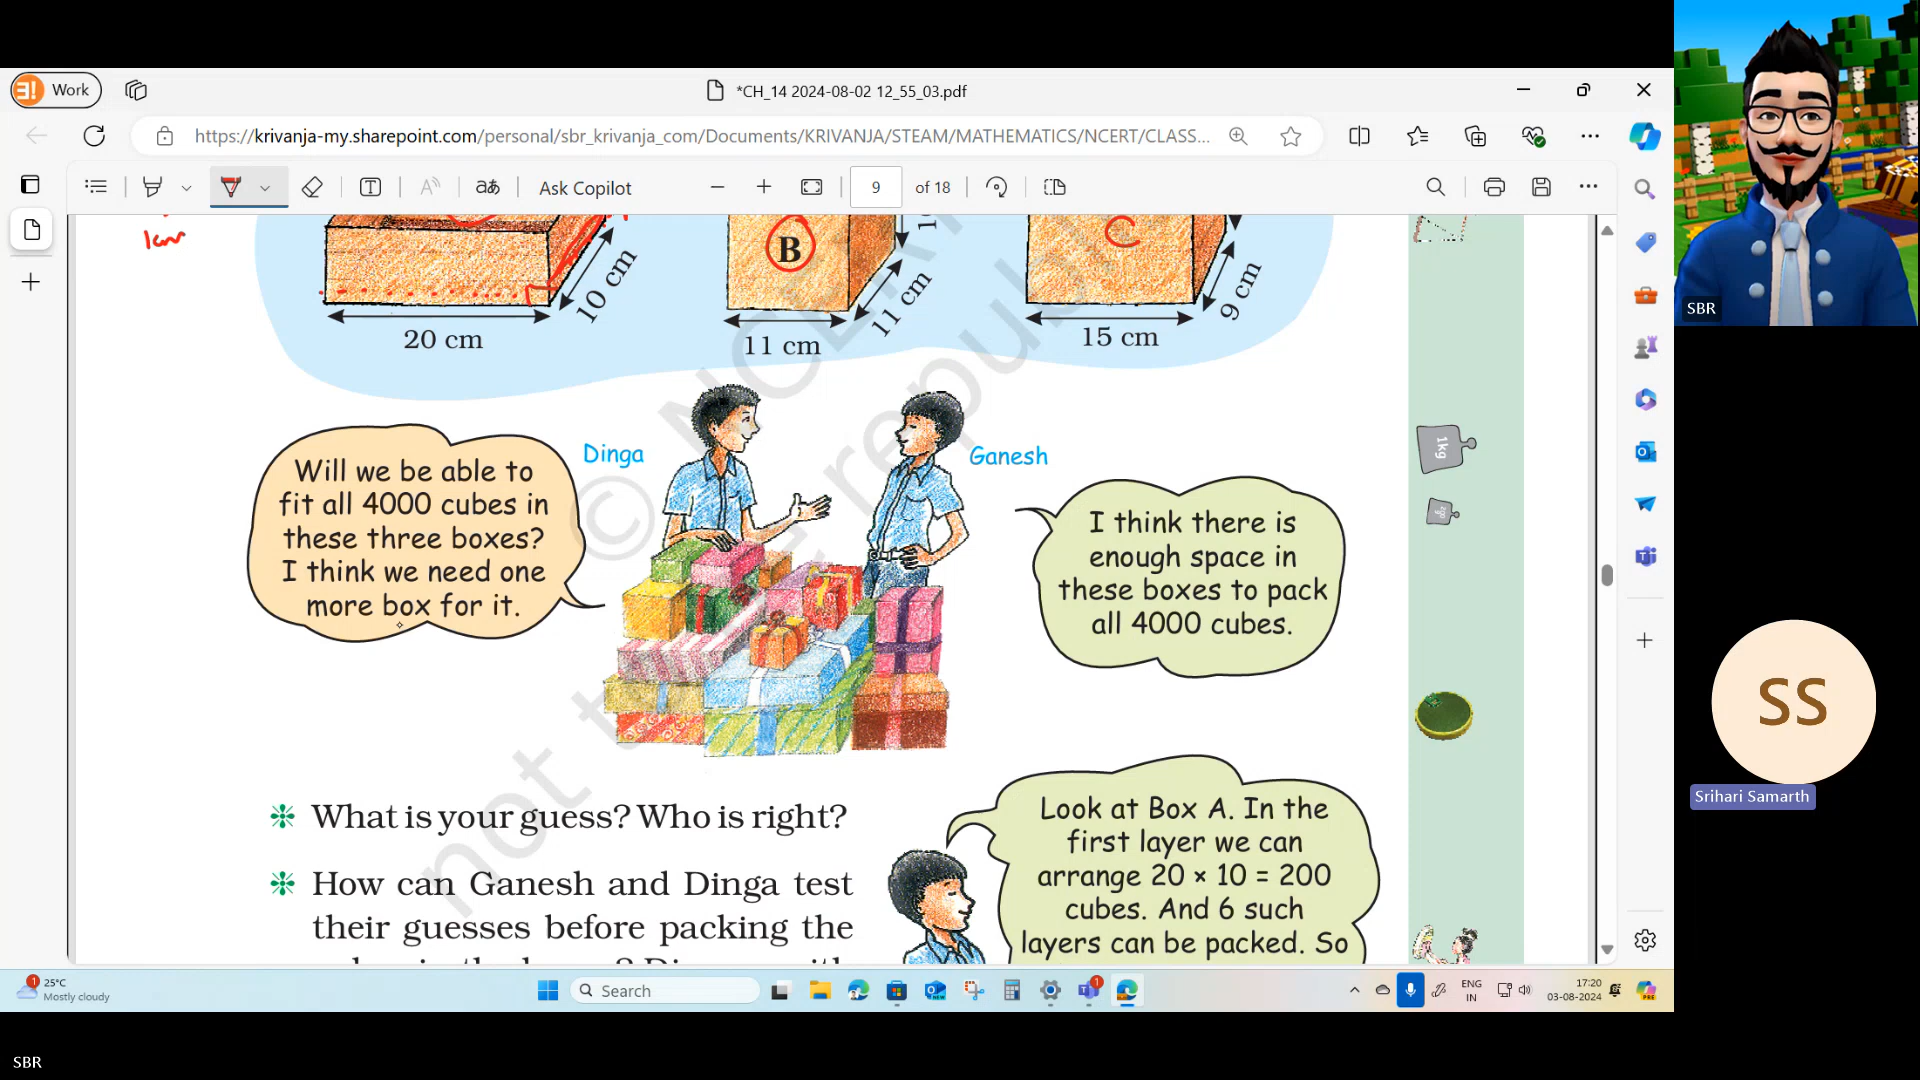 Work
*CH_14 2024-08-02 12_55_03.pdf
https://krivanja-my.sharepoint.com/personal/sbr_krivanja_com/Documents/KRIVANJA/STEAM/MATHEMATICS/NCERT/CLASS...
Ask Copilot
9 of 18
1cm
B
C
10 cm
11 cm
9 cm
20 cm
11 cm
15 cm
Dinga
Ganesh
Will we be able to
fit all 4000 cubes in
these three boxes?
I think we need one
more box for it.
I think there is
enough space in
these boxes to pack
all 4000 cubes.
1kg
What is your guess? Who is right?
How can Ganesh and Dinga test
their guesses before packing the
Look at Box A. In the
first layer we can
arrange 20 × 10 = 200
cubes. And 6 such
layers can be packed. So
SBR
SS
Srihari Samarth
1
25°C
Mostly cloudy
Search
1
ENG
IN
17:20
03-08-2024
SBR